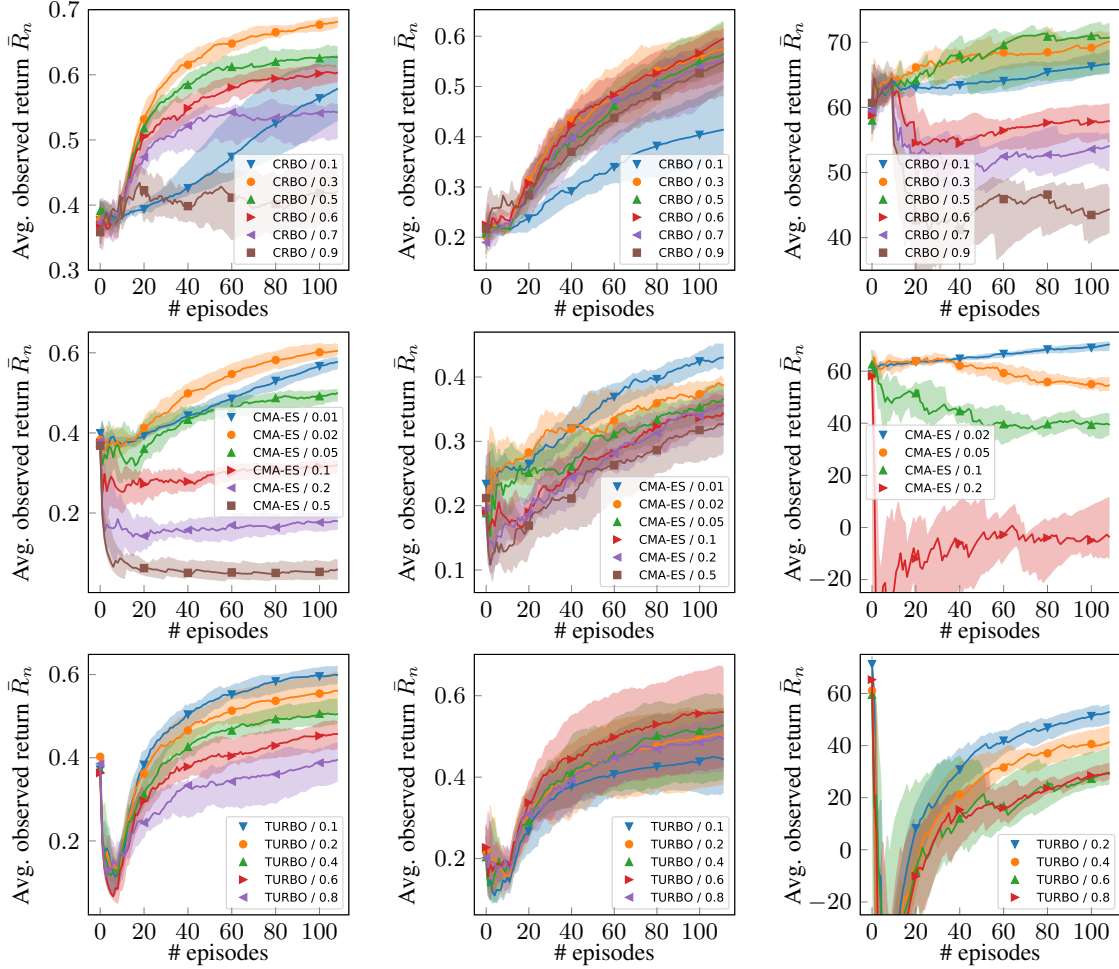 Avg. observed return R̄n
0.7
0.6
0.5
0.4
0.3
CRBO / 0.1
CRBO / 0.3
CRBO / 0.5
CRBO / 0.6
CRBO / 0.7
CRBO / 0.9
0 20 40 60 80 100
# episodes
Avg. observed return R̄n
0.6
0.5
0.4
0.3
0.2
CRBO / 0.1
CRBO / 0.3
CRBO / 0.5
CRBO / 0.6
CRBO / 0.7
CRBO / 0.9
0 20 40 60 80 100
# episodes
Avg. observed return R̄n
70
60
50
40
CRBO / 0.1
CRBO / 0.3
CRBO / 0.5
CRBO / 0.6
CRBO / 0.7
CRBO / 0.9
0 20 40 60 80 100
# episodes
Avg. observed return R̄n
0.6
0.4
0.2
CMA-ES / 0.01
CMA-ES / 0.02
CMA-ES / 0.05
CMA-ES / 0.1
CMA-ES / 0.2
CMA-ES / 0.5
0 20 40 60 80 100
# episodes
Avg. observed return R̄n
0.4
0.3
0.2
0.1
CMA-ES / 0.01
CMA-ES / 0.02
CMA-ES / 0.05
CMA-ES / 0.1
CMA-ES / 0.2
CMA-ES / 0.5
0 20 40 60 80 100
# episodes
Avg. observed return R̄n
60
40
20
0
−20
CMA-ES / 0.02
CMA-ES / 0.05
CMA-ES / 0.1
CMA-ES / 0.2
0 20 40 60 80 100
# episodes
Avg. observed return R̄n
0.6
0.4
0.2
TURBO / 0.1
TURBO / 0.2
TURBO / 0.4
TURBO / 0.6
TURBO / 0.8
0 20 40 60 80 100
# episodes
Avg. observed return R̄n
0.6
0.4
0.2
TURBO / 0.1
TURBO / 0.2
TURBO / 0.4
TURBO / 0.6
TURBO / 0.8
0 20 40 60 80 100
# episodes
Avg. observed return R̄n
60
40
20
0
−20
TURBO / 0.2
TURBO / 0.4
TURBO / 0.6
TURBO / 0.8
0 20 40 60 80 100
# episodes